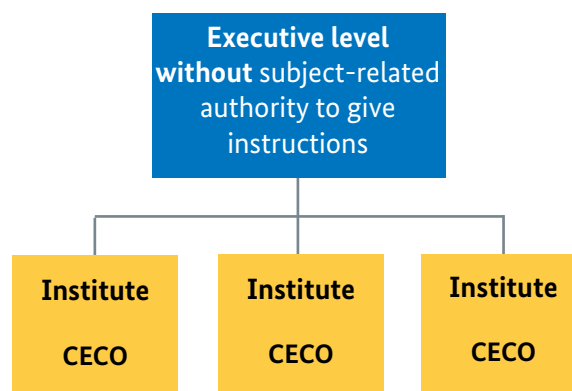 Executive level
without subject-related
authority to give
instructions
Institute
CECO
Institute
CECO
Institute
CECO